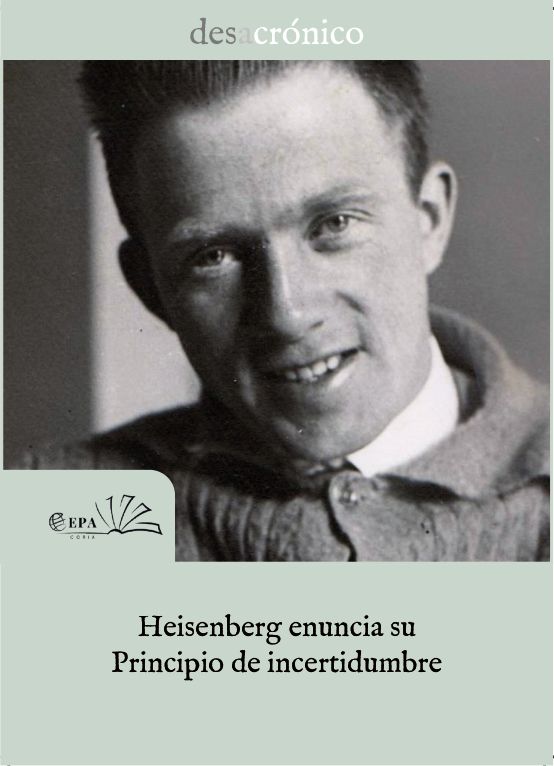 desacrónico
EPA
CORIA
Heisenberg enuncia su
Principio de incertidumbre